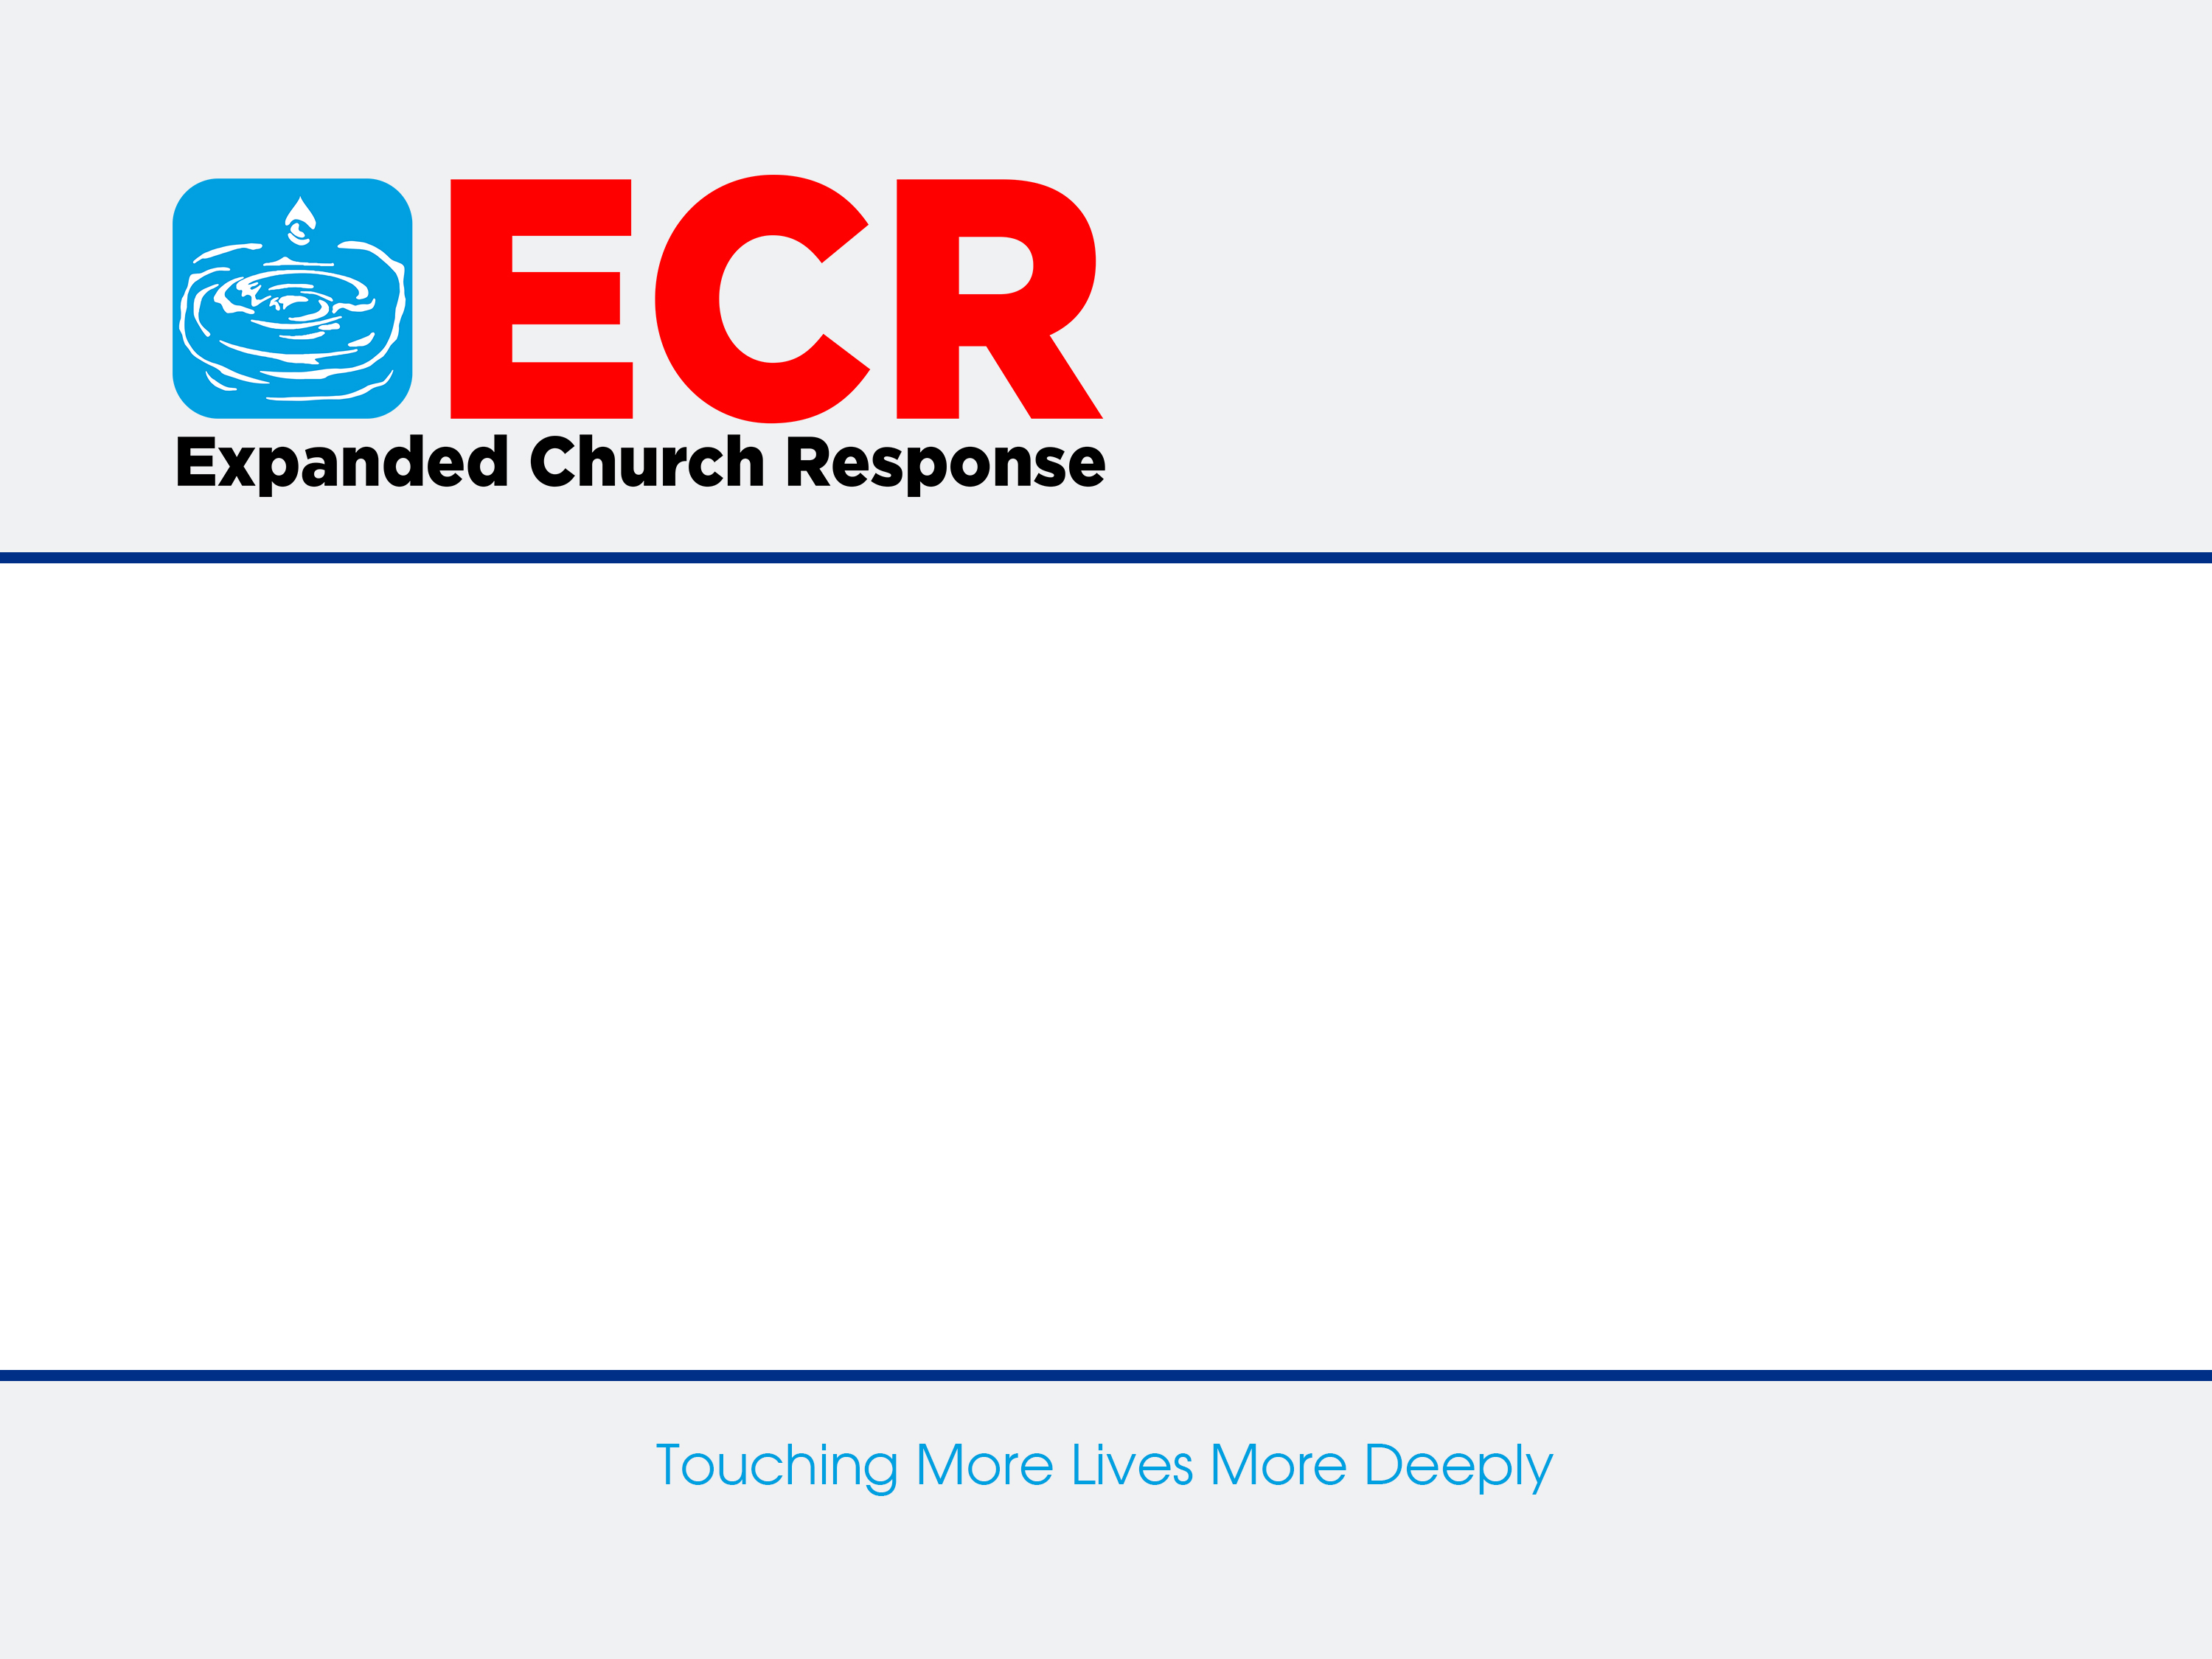 ECR
Expanded Church Response
Touching More Lives More Deeply